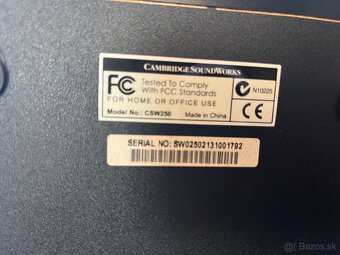 CAMBRIDGE SOUNDWORKS
FC Tested To Comply
With FCC Standards
FOR HOME OR OFFICE USE
N10225
Model No.: CSW250 Made in China
SERIAL NO: SW02502131001792
bazos.sk